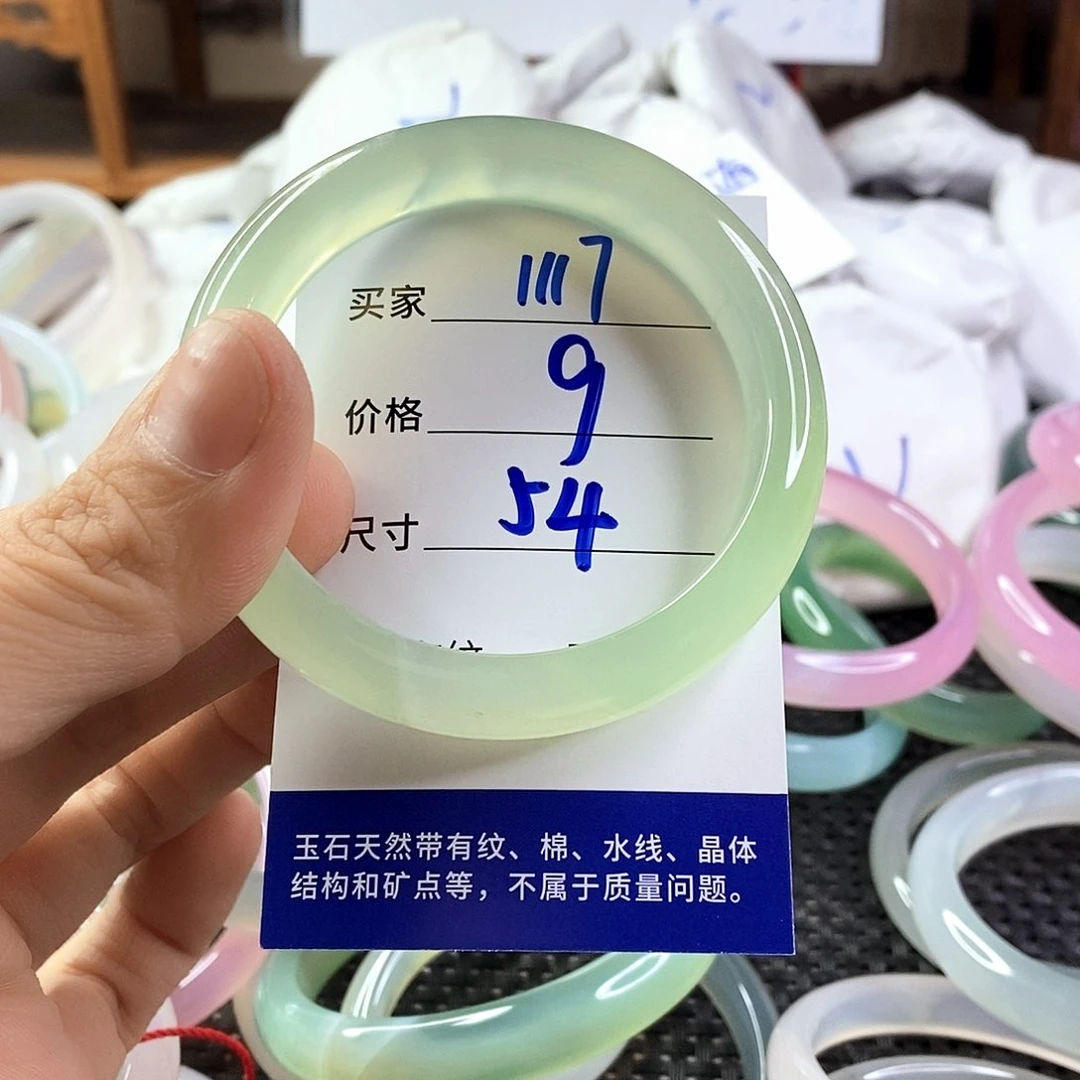 买家 1117
价格 9
尺寸 54
玉石天然带有纹、棉、水线、晶体
结构和矿点等，不属于质量问题。